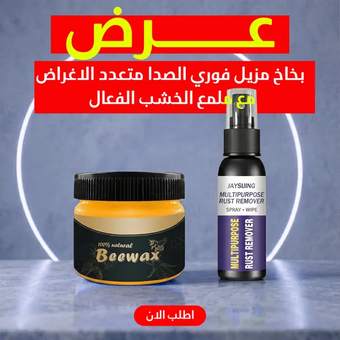 عـــرض
بخاخ مزيل فوري الصدا متعدد الاغراض
مع ملمع الخشب الفعال
JAYSUING
MULTIPURPOSE
RUST REMOVER
SPRAY + WIPE
MULTIPURPOSE
RUST REMOVER
100% natural
Beewax
اطلب الان